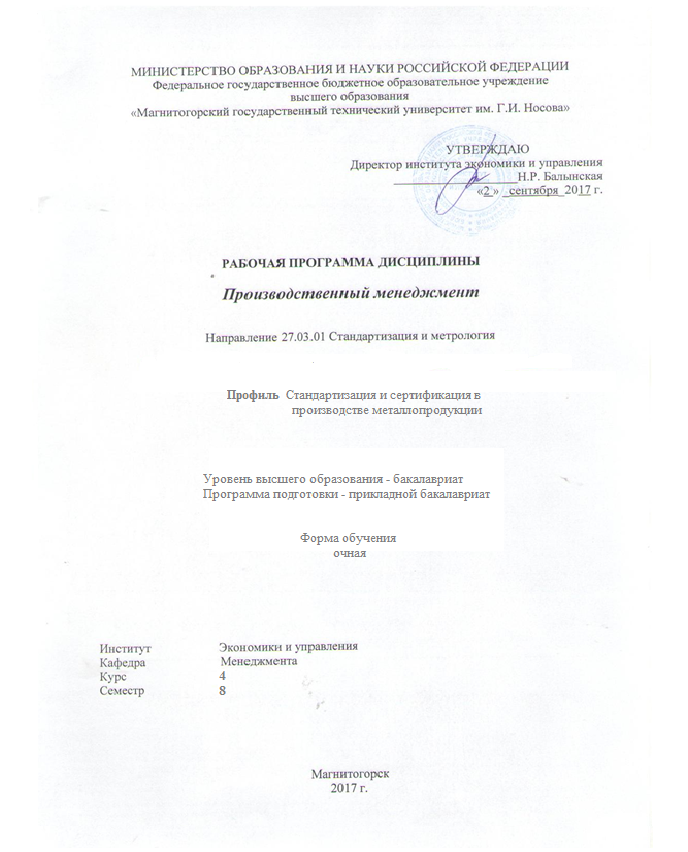 МИНИСТЕРСТВО ОБРАЗОВАНИЯ И НАУКИ РОССИЙСКОЙ ФЕДЕРАЦИИ
Федеральное государственное бюджетное образовательное учреждение
высшего образования
«Магнитогорский государственный технический университет им. Г.И. Носова»
УТВЕРЖДАЮ
Директор института экономики и управления
____________________Н.Р. Балынская
«2 » _сентября_2017 г.
РАБОЧАЯ ПРОГРАММА ДИСЦИПЛИНЫ
Производственный менеджмент
Направление 27.03.01 Стандартизация и метрология
Профиль Стандартизация и сертификация в
производстве металлопродукции
Уровень высшего образования - бакалавриат
Программа подготовки - прикладной бакалавриат
Форма обучения
очная
Институт Экономики и управления
Кафедра Менеджмента
Курс 4
Семестр 8
Магнитогорск
2017 г.